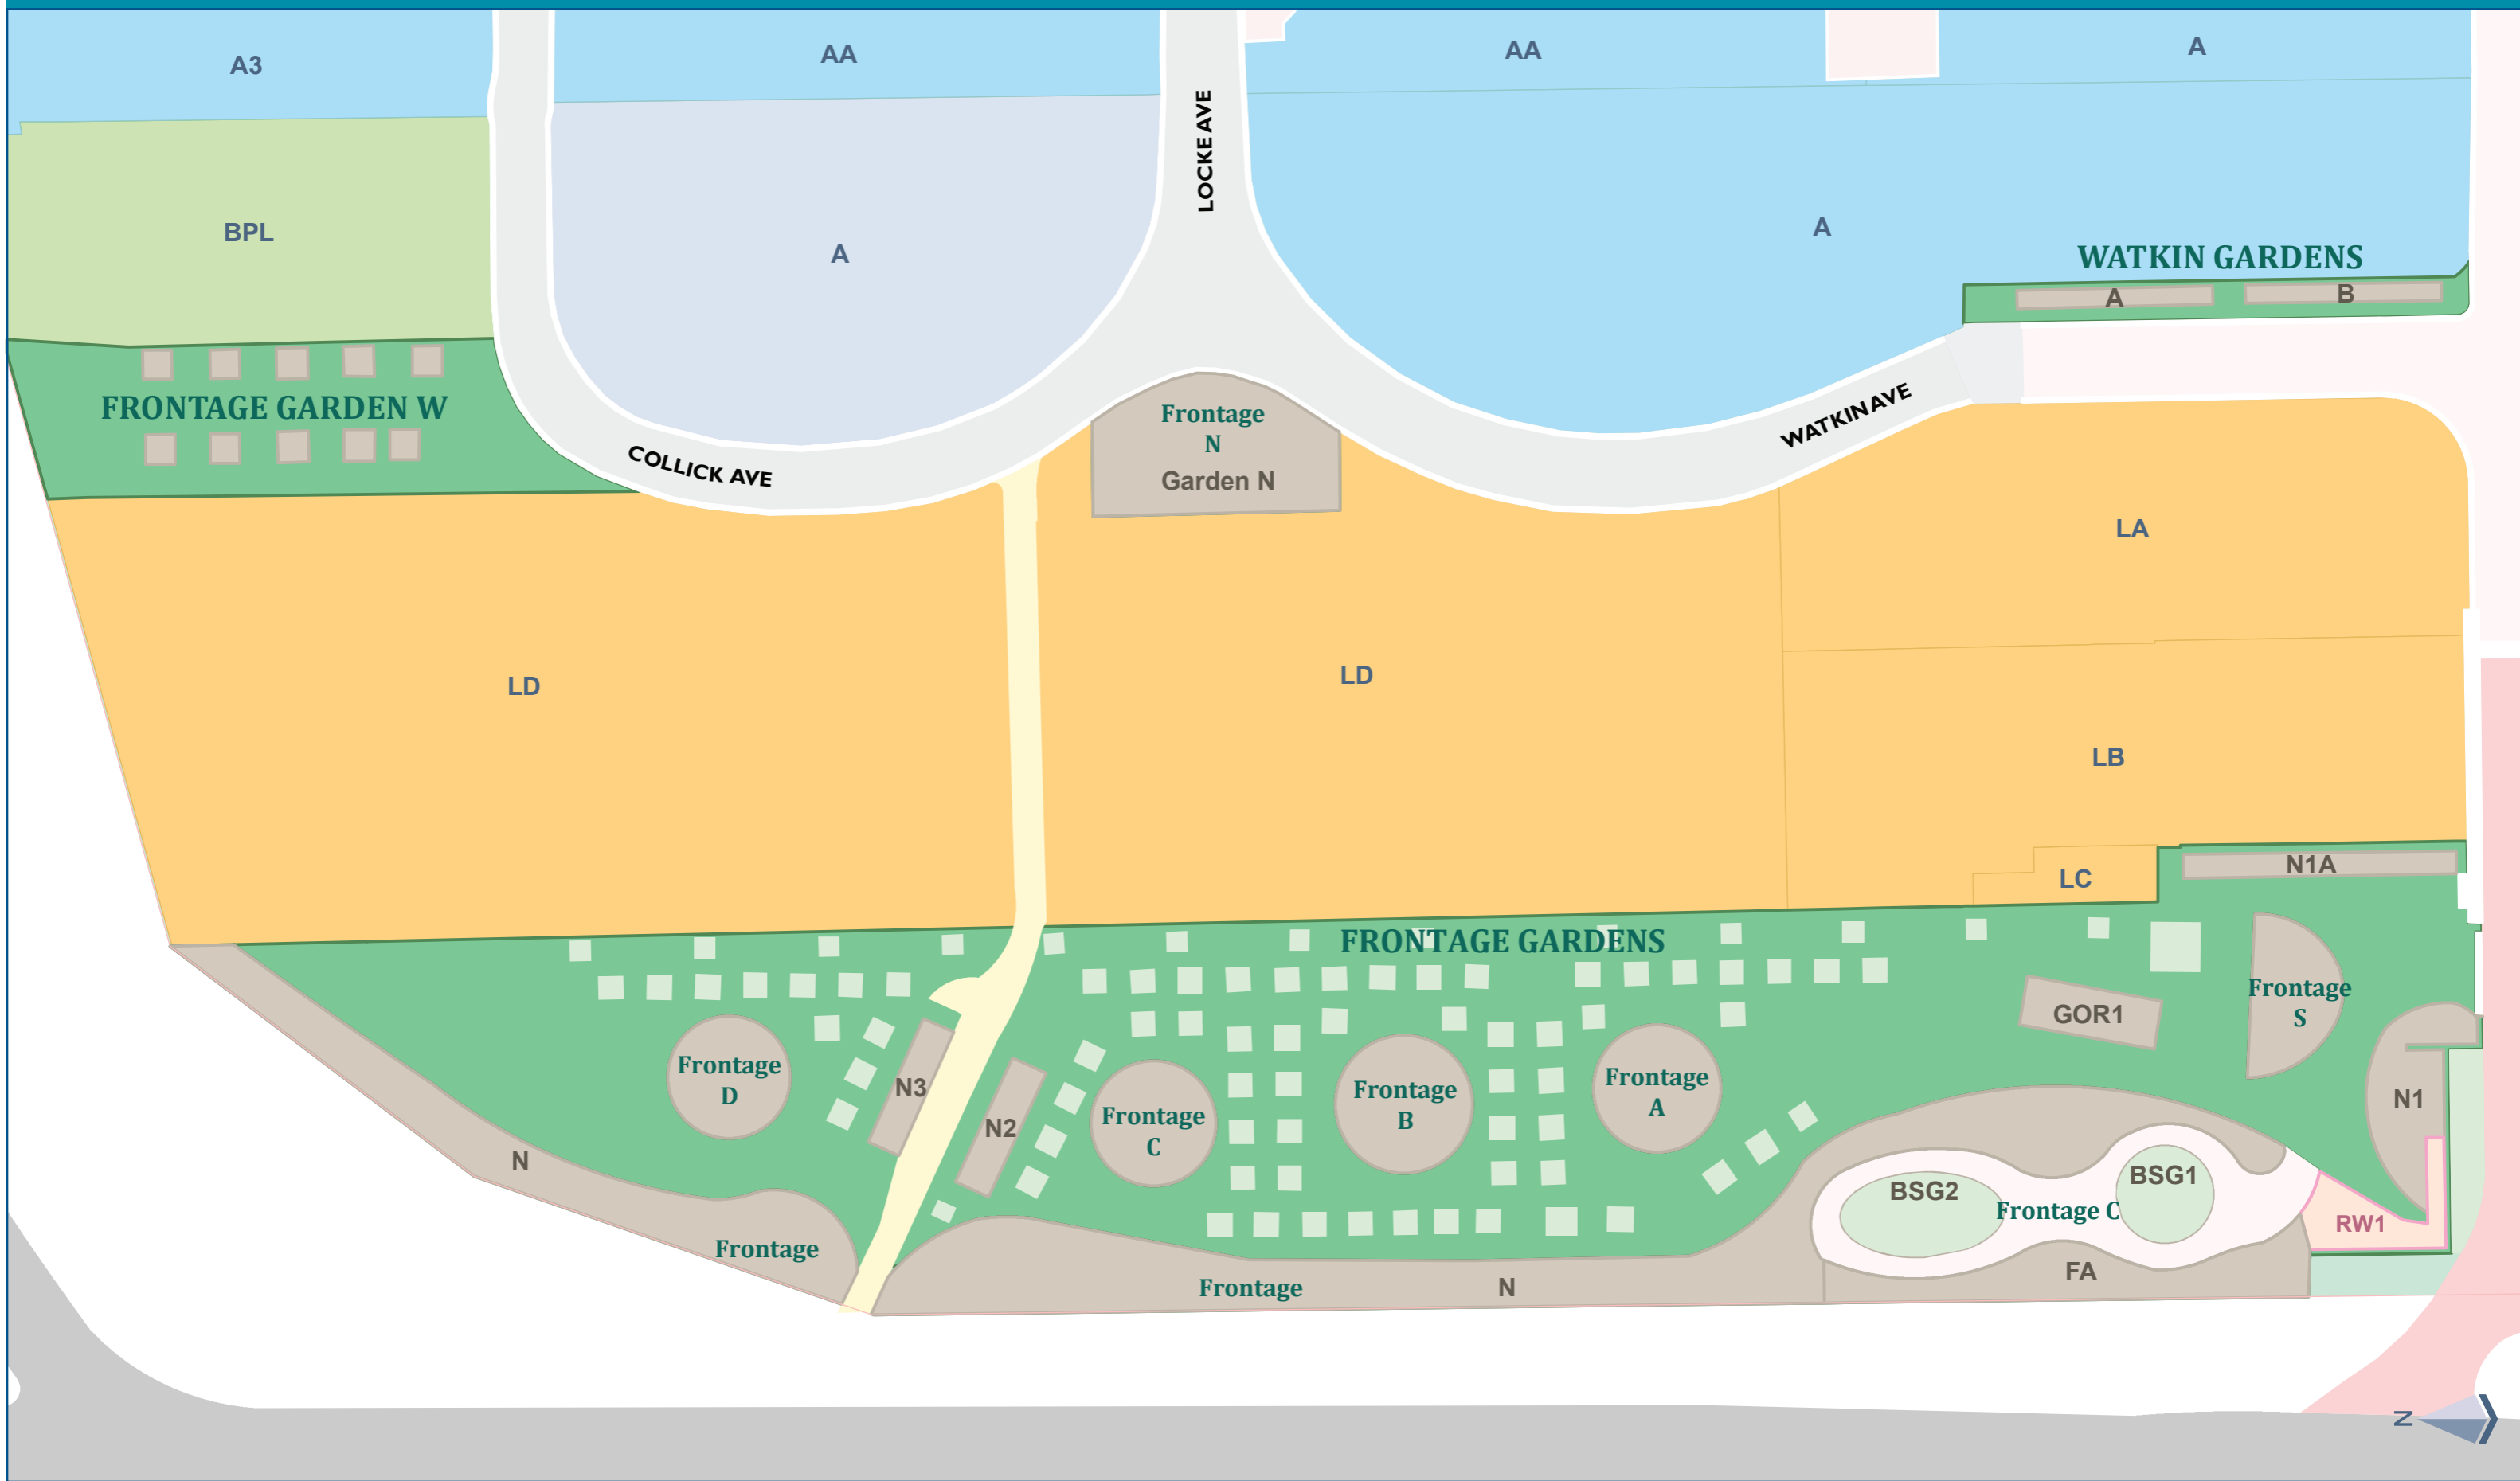 A3
AA
AA
A
LOCKE AVE
BPL
A
A
WATKIN GARDENS
A
B
FRONTAGE GARDEN W
COLLICK AVE
Frontage
N
Garden N
WATKIN AVE
LA
LD
LD
LB
LC
N1A
FRONTAGE GARDENS
Frontage
S
GOR1
Frontage
D
N3
N2
Frontage
C
Frontage
B
Frontage
A
N1
N
BSG2
BSG1
Frontage C
RW1
Frontage
Frontage
N
FA
N